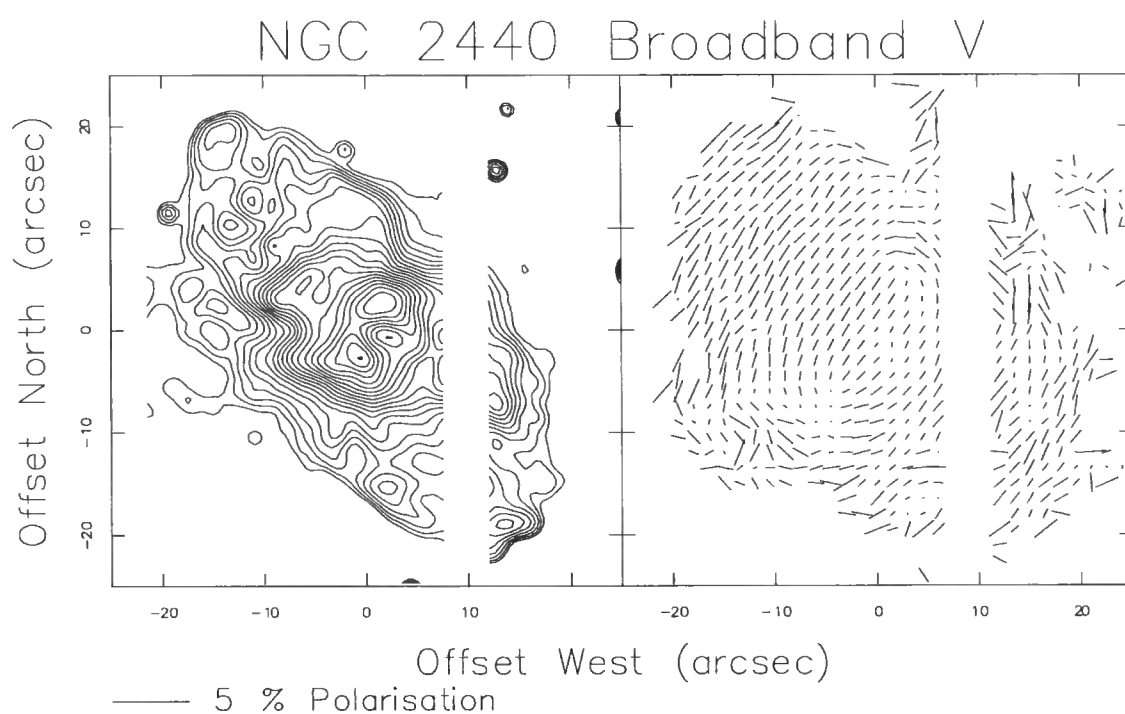 NGC 2440 Broadband V
Offset North (arcsec)
20
10
0
-10
-20
-20 -10 0 10
-20 -10 0 10 20
Offset West (arcsec)
5 % Polarisation